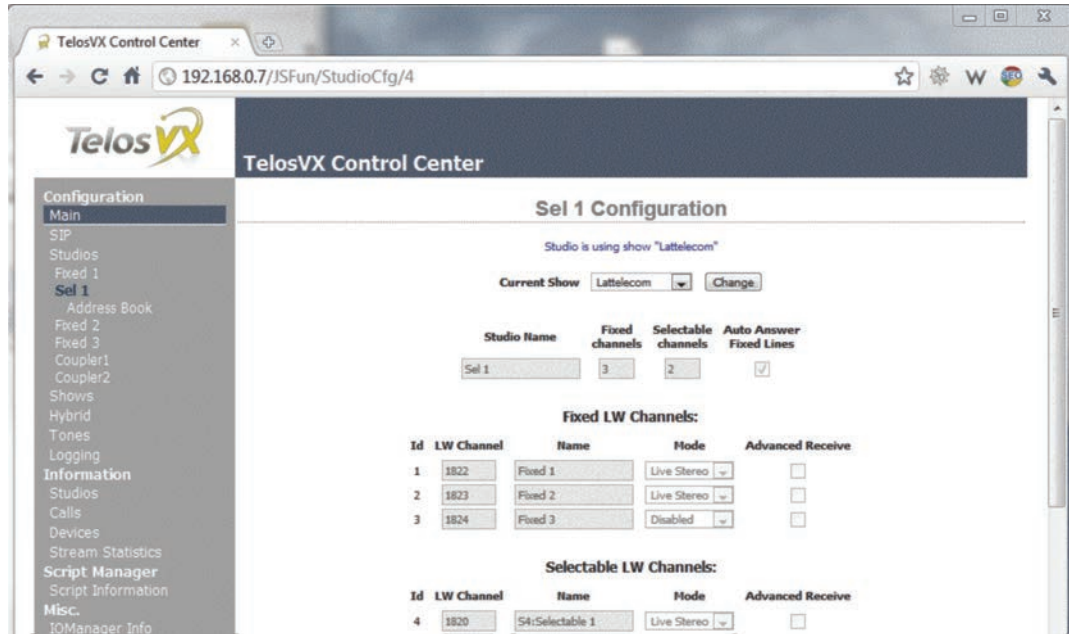 TelosVX Control Center
192.168.0.7/JSFun/StudioCfg/4
W
SEO
Telos VX
TelosVX Control Center
Configuration
Main
SIP
Studios
Fixed 1
Sel 1
Address Book
Fixed 2
Fixed 3
Coupler1
Coupler2
Shows
Hybrid
Tones
Logging
Information
Studios
Calls
Devices
Stream Statistics
Script Manager
Script Information
Misc.
IOManager Info
Sel 1 Configuration
Studio is using show "Lattelecom"
Current Show Lattelecom Change
Studio Name Fixed channels Selectable channels Auto Answer Fixed Lines
Sel 1 3 2
Fixed LW Channels:
Id LW Channel Name Mode Advanced Receive
1 1822 Fixed 1 Live Stereo
2 1823 Fixed 2 Live Stereo
3 1824 Fixed 3 Disabled
Selectable LW Channels:
Id LW Channel Name Mode Advanced Receive
4 1820 S4:Selectable 1 Live Stereo